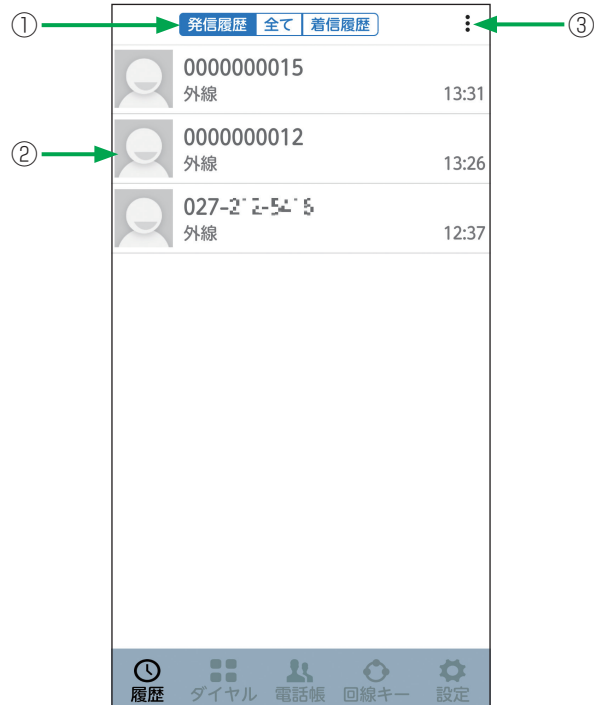 ① 発信履歴 全て 着信履歴 ③
0000000015
外線 13:31
②
0000000012
外線 13:26
027-
外線 12:37
履歴 ダイヤル 電話帳 回線キー 設定